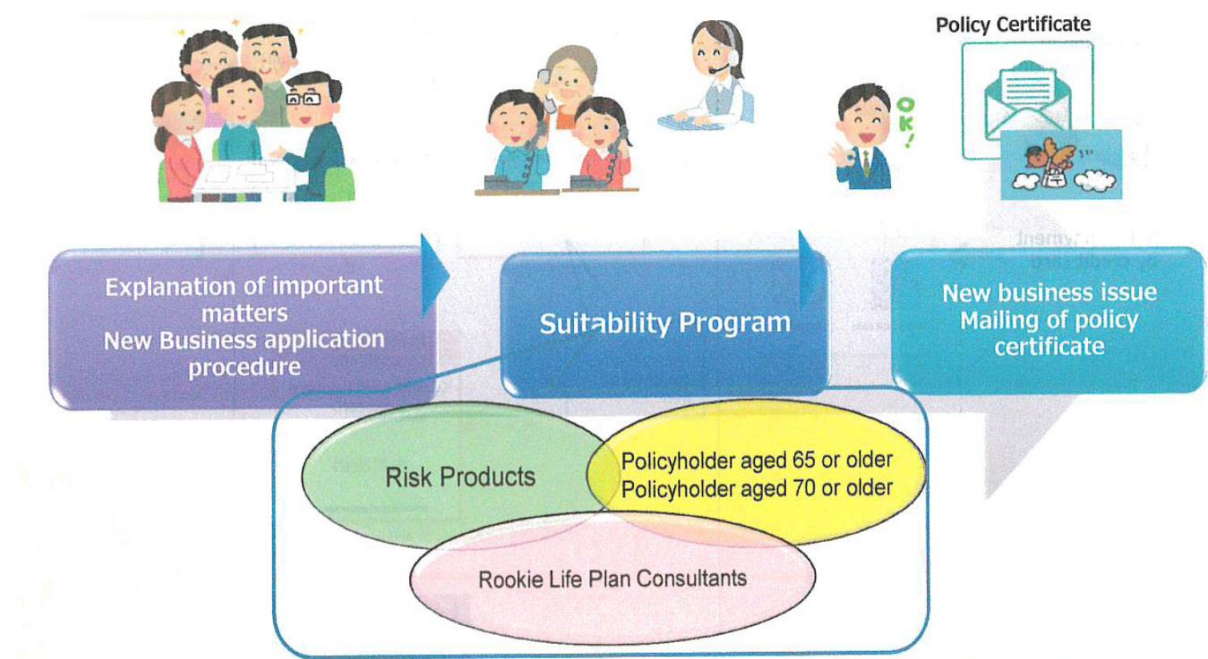 Policy Certificate
OK!
Explanation of important
matters
New Business application
procedure
Suitability Program
New business issue
Mailing of policy
certificate
Risk Products
Policyholder aged 65 or older
Policyholder aged 70 or older
Rookie Life Plan Consultants